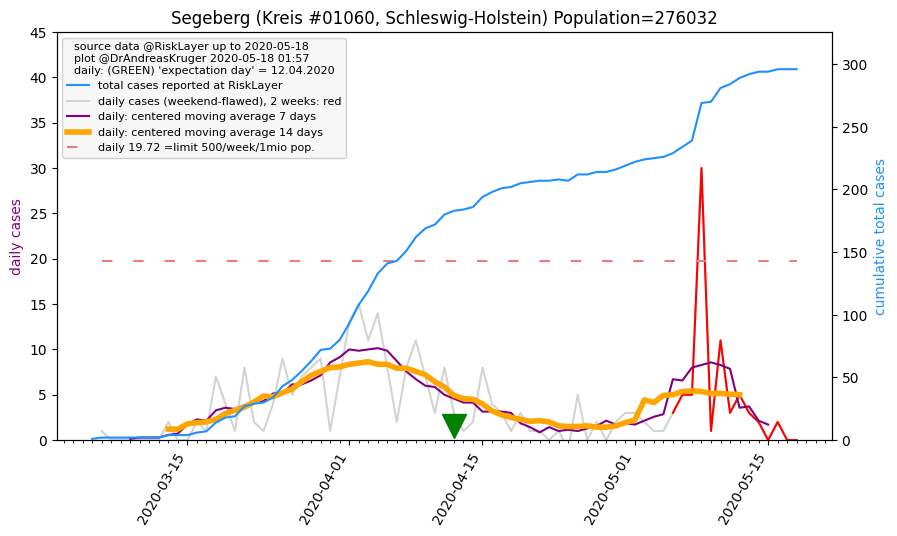 Segeberg (Kreis #01060, Schleswig-Holstein) Population=276032
source data @RiskLayer up to 2020-05-18
plot @DrAndreasKruger 2020-05-18 01:57
daily: (GREEN) 'expectation day' = 12.04.2020
total cases reported at RiskLayer
daily cases (weekend-flawed), 2 weeks: red
daily: centered moving average 7 days
daily: centered moving average 14 days
daily 19.72 =limit 500/week/1mio pop.
daily cases
45
40
35
30
25
20
15
10
5
0
300
250
200
150
100
50
0
cumulative total cases
2020-03-15
2020-04-01
2020-04-15
2020-05-01
2020-05-15